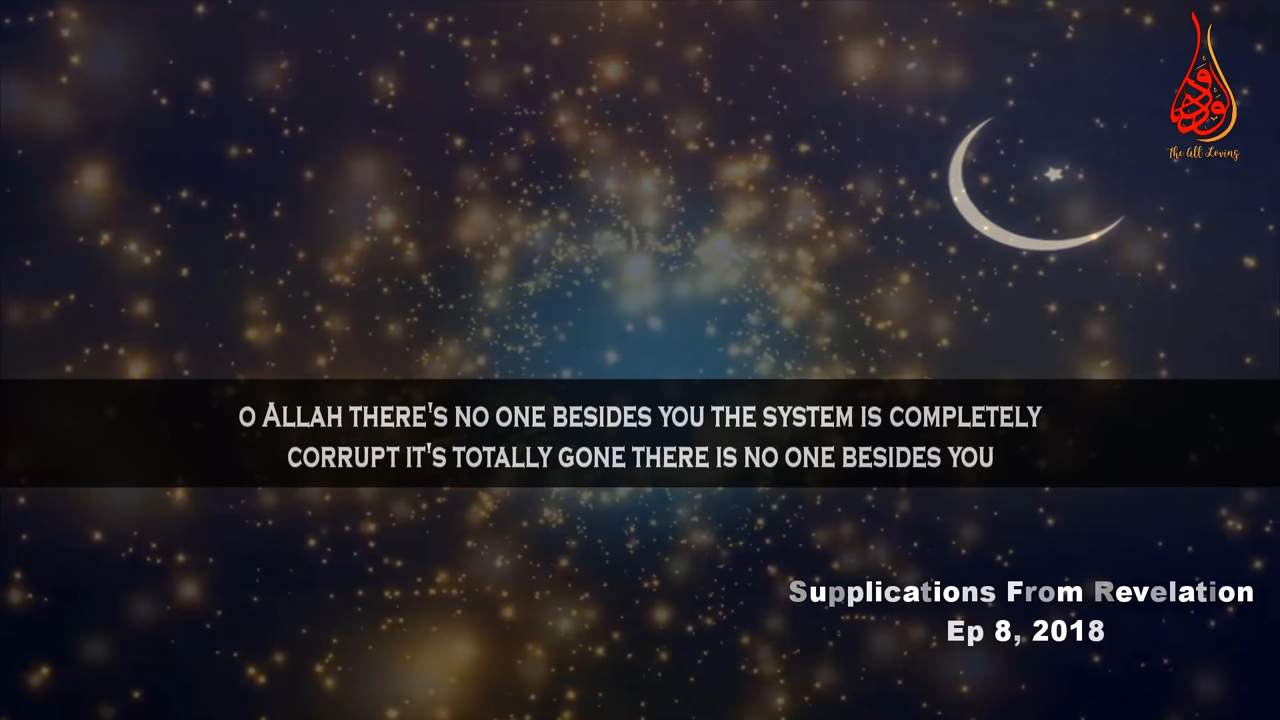 The All Loving
O ALLAH THERE'S NO ONE BESIDES YOU THE SYSTEM IS COMPLETELY
CORRUPT IT'S TOTALLY GONE THERE IS NO ONE BESIDES YOU
Supplications From Revelation
Ep 8, 2018